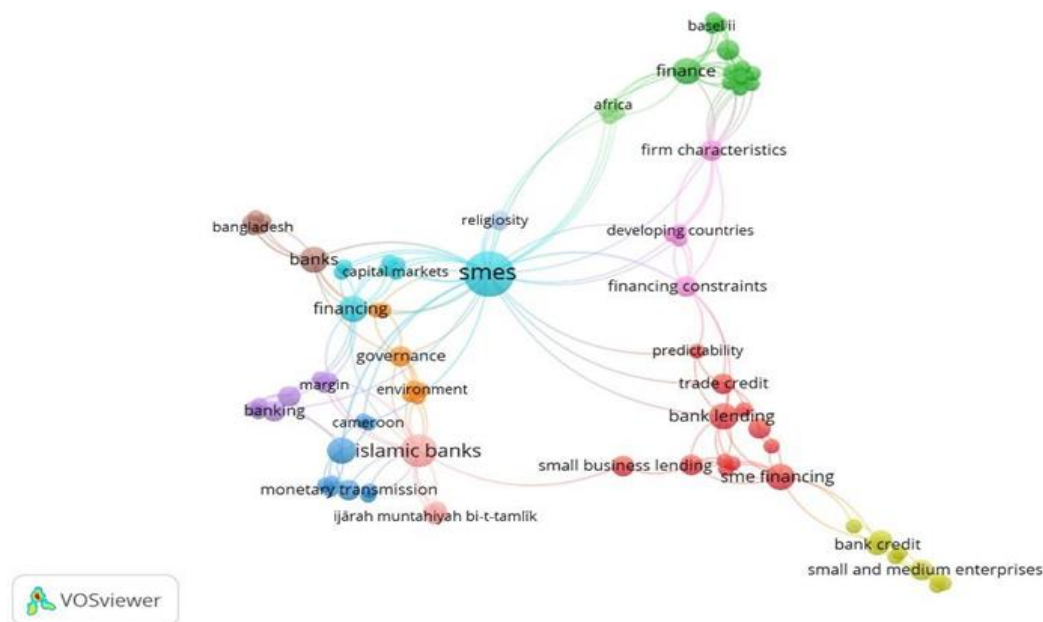 basel ii
finance
africa
firm characteristics
religiosity
bangladesh
developing countries
banks
capital markets
smes
financing constraints
financing
predictability
governance
trade credit
margin
environment
banking
bank lending
cameroon
islamic banks
small business lending
sme financing
monetary transmission
ijārah muntahiyah bi-t-tamlīk
bank credit
small and medium enterprises
VOSviewer